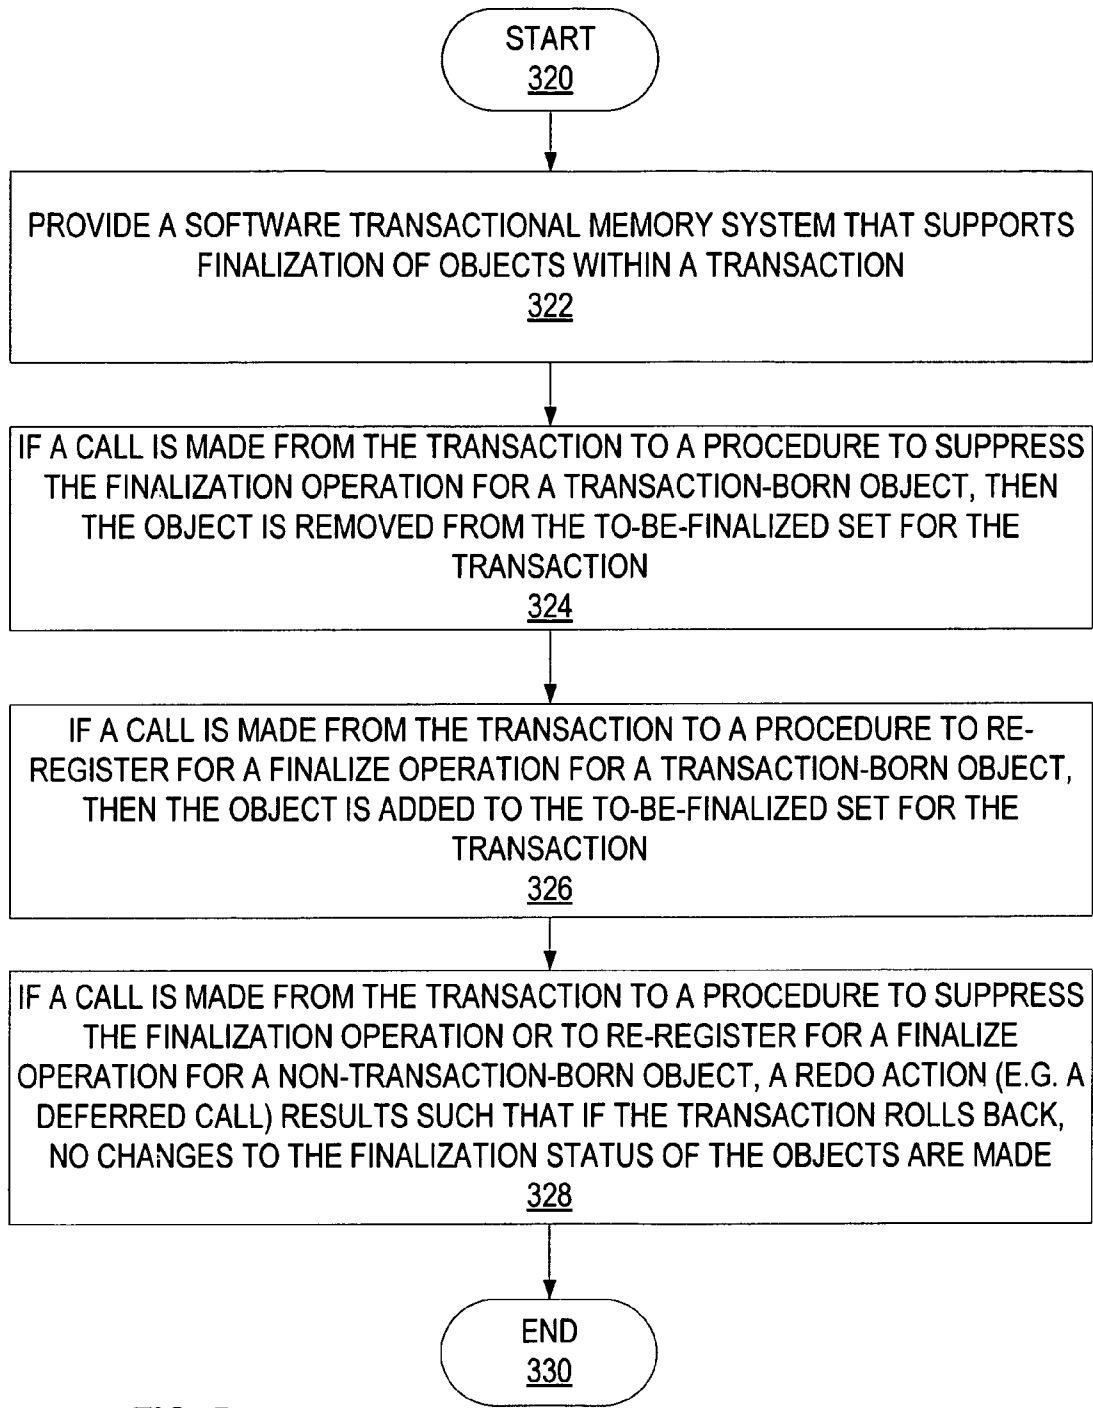 START
320
PROVIDE A SOFTWARE TRANSACTIONAL MEMORY SYSTEM THAT SUPPORTS
FINALIZATION OF OBJECTS WITHIN A TRANSACTION
322
IF A CALL IS MADE FROM THE TRANSACTION TO A PROCEDURE TO SUPPRESS
THE FINALIZATION OPERATION FOR A TRANSACTION-BORN OBJECT, THEN
THE OBJECT IS REMOVED FROM THE TO-BE-FINALIZED SET FOR THE
TRANSACTION
324
IF A CALL IS MADE FROM THE TRANSACTION TO A PROCEDURE TO RE-
REGISTER FOR A FINALIZE OPERATION FOR A TRANSACTION-BORN OBJECT,
THEN THE OBJECT IS ADDED TO THE TO-BE-FINALIZED SET FOR THE
TRANSACTION
326
IF A CALL IS MADE FROM THE TRANSACTION TO A PROCEDURE TO SUPPRESS
THE FINALIZATION OPERATION OR TO RE-REGISTER FOR A FINALIZE
OPERATION FOR A NON-TRANSACTION-BORN OBJECT, A REDO ACTION (E.G. A
DEFERRED CALL) RESULTS SUCH THAT IF THE TRANSACTION ROLLS BACK,
NO CHANGES TO THE FINALIZATION STATUS OF THE OBJECTS ARE MADE
328
END
330